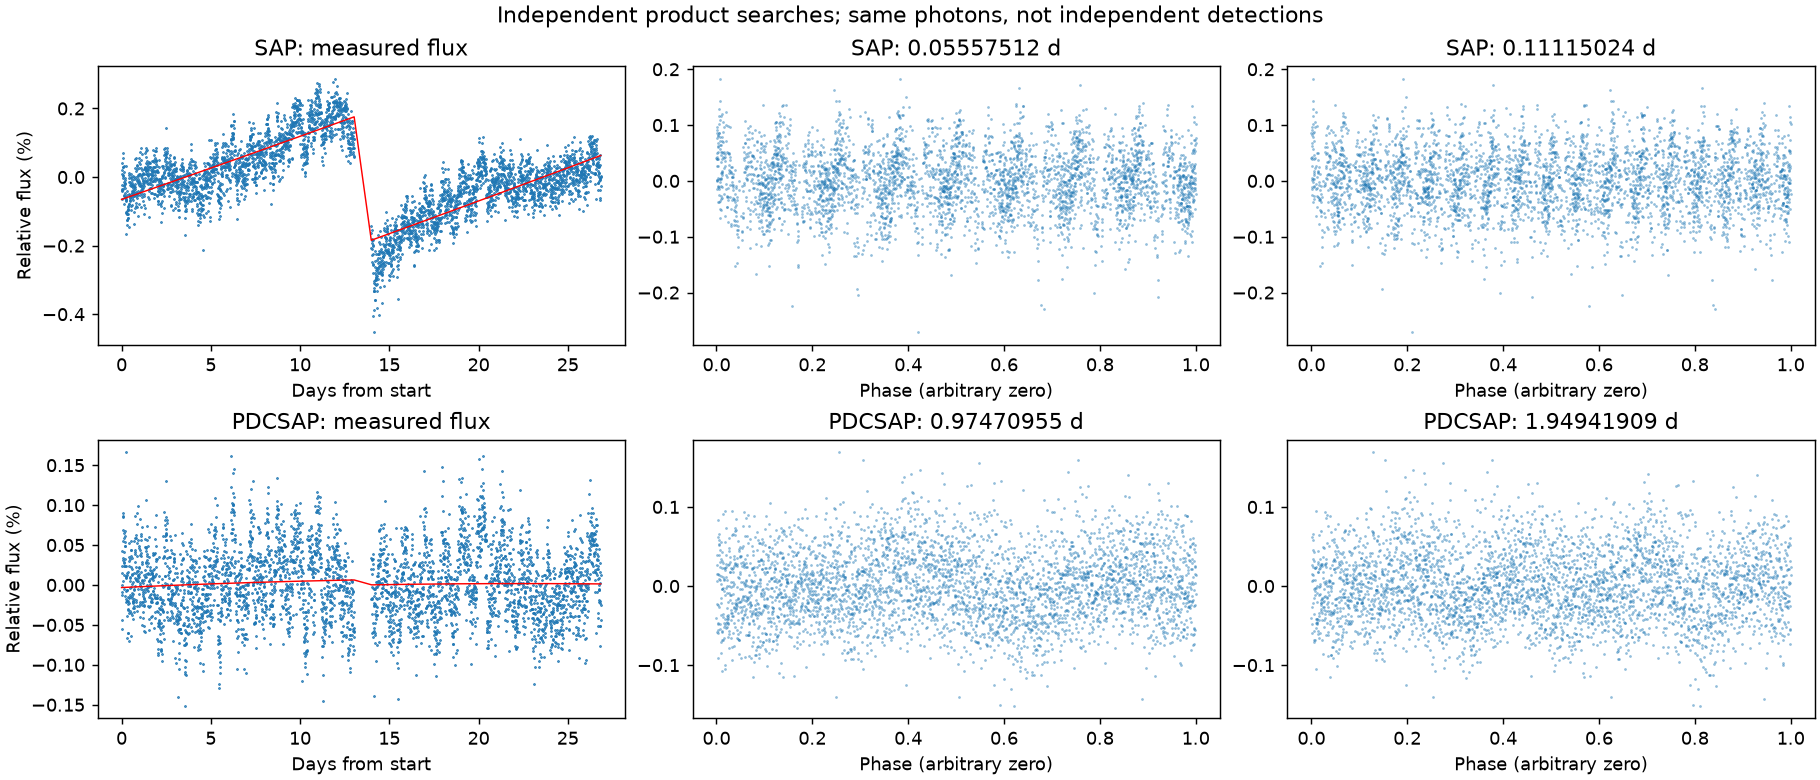 Independent product searches; same photons, not independent detections
SAP: measured flux
SAP: 0.05557512 d
SAP: 0.11115024 d
Relative flux (%)
0.2
0.0
−0.2
−0.4
0 5 10 15 20 25
Days from start
0.2
0.1
0.0
−0.1
−0.2
0.0 0.2 0.4 0.6 0.8 1.0
Phase (arbitrary zero)
0.2
0.1
0.0
−0.1
−0.2
0.0 0.2 0.4 0.6 0.8 1.0
Phase (arbitrary zero)
PDCSAP: measured flux
PDCSAP: 0.97470955 d
PDCSAP: 1.94941909 d
Relative flux (%)
0.15
0.10
0.05
0.00
−0.05
−0.10
−0.15
0 5 10 15 20 25
Days from start
0.1
0.0
−0.1
0.0 0.2 0.4 0.6 0.8 1.0
Phase (arbitrary zero)
0.1
0.0
−0.1
0.0 0.2 0.4 0.6 0.8 1.0
Phase (arbitrary zero)